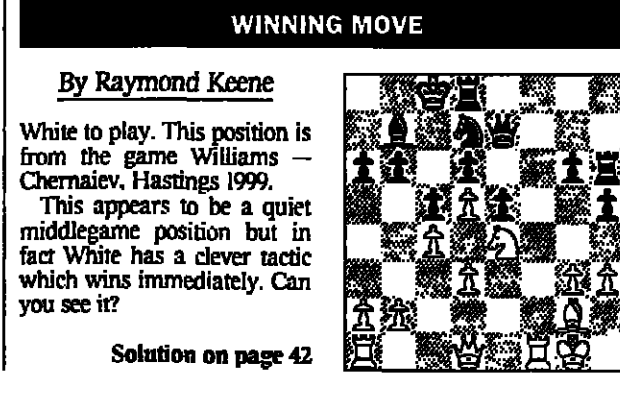 WINNING MOVE
By Raymond Keene
White to play. This position is
from the game Williams —
Chernaiev, Hastings 1999.
This appears to be a quiet
middlegame position but in
fact White has a clever tactic
which wins immediately. Can
you see it?
Solution on page 42